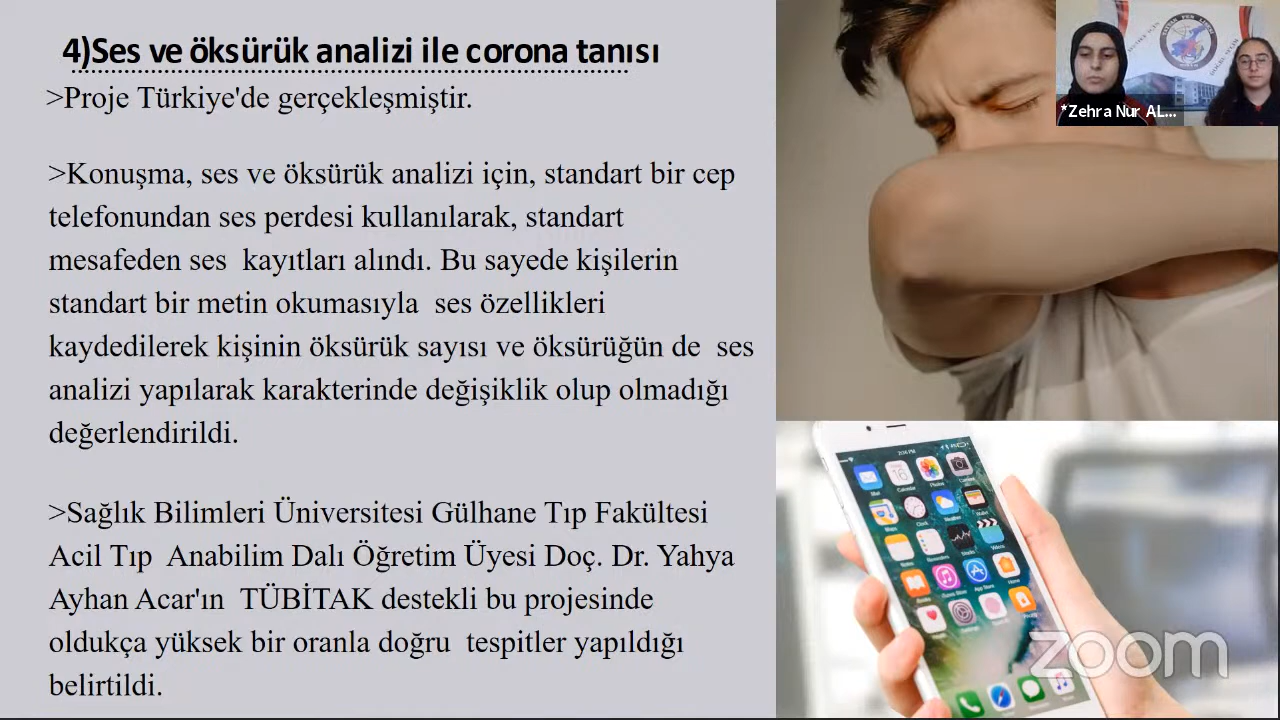 4)Ses ve öksürük analizi ile corona tanısı
>Proje Türkiye'de gerçekleşmiştir.
>Konuşma, ses ve öksürük analizi için, standart bir cep
telefonundan ses perdesi kullanılarak, standart
mesafeden ses kayıtları alındı. Bu sayede kişilerin
standart bir metin okumasıyla ses özellikleri
kaydedilerek kişinin öksürük sayısı ve öksürüğün de ses
analizi yapılarak karakterinde değişiklik olup olmadığı
değerlendirildi.
>Sağlık Bilimleri Üniversitesi Gülhane Tıp Fakültesi
Acil Tıp Anabilim Dalı Öğretim Üyesi Doç. Dr. Yahya
Ayhan Acar'ın TÜBİTAK destekli bu projesinde
oldukça yüksek bir oranla doğru tespitler yapıldığı
belirtildi.
*Zehra Nur AL...
zoom